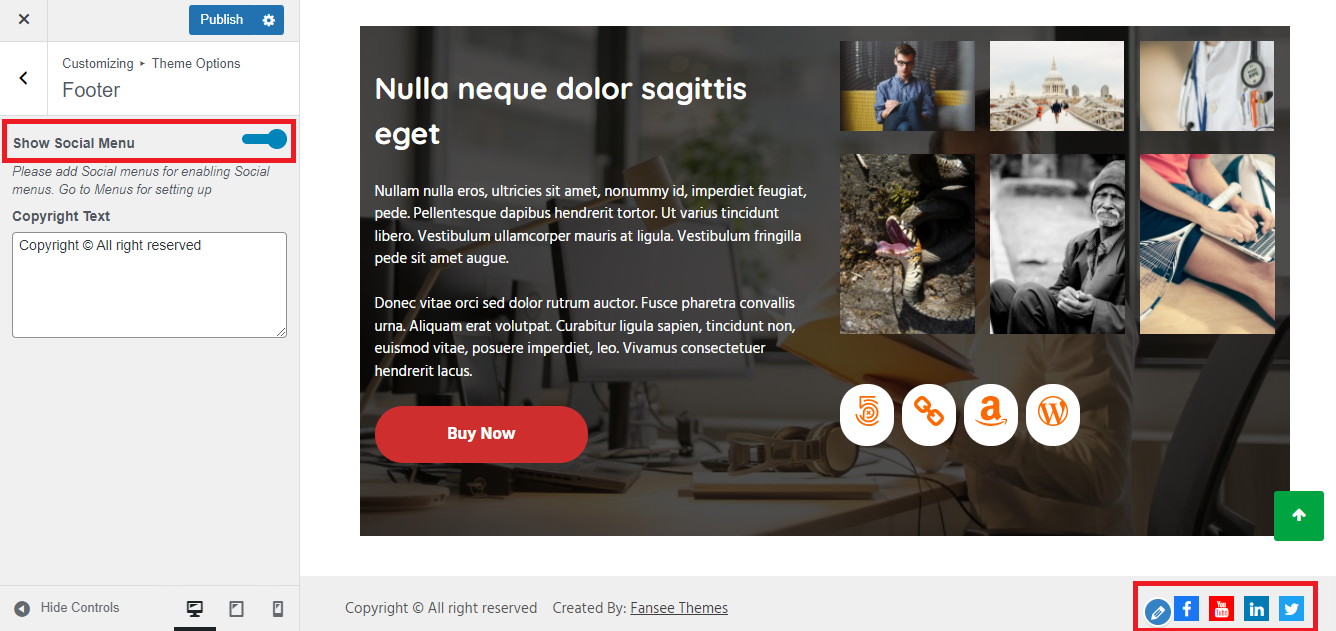 Publish
Customizing ▸ Theme Options
Footer
Show Social Menu
Please add Social menus for enabling Social
menus. Go to Menus for setting up
Copyright Text
Copyright © All right reserved
Hide Controls
Nulla neque dolor sagittis
eget
Nullam nulla eros, ultricies sit amet, nonummy id, imperdiet feugiat,
pede. Pellentesque dapibus hendrerit tortor. Ut varius tincidunt
libero. Vestibulum ullamcorper mauris at ligula. Vestibulum fringilla
pede sit amet augue.
Donec vitae orci sed dolor rutrum auctor. Fusce pharetra convallis
urna. Aliquam erat volutpat. Curabitur ligula sapien, tincidunt non,
euismod vitae, posuere imperdiet, leo. Vivamus consectetuer
hendrerit lacus.
Buy Now
Copyright © All right reserved Created By: Fansee Themes
You Tube